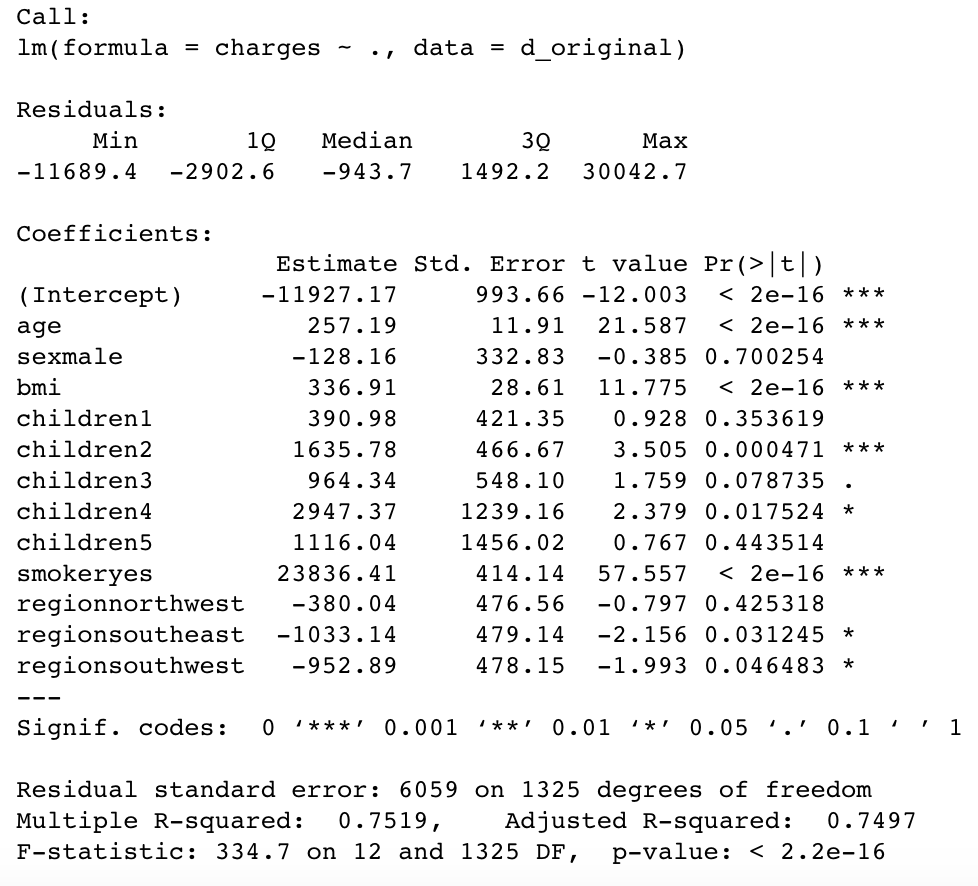 Call:
lm(formula = charges ~ ., data = d_original)
Residuals:
     Min       1Q   Median       3Q      Max
-11689.4  -2902.6   -943.7   1492.2  30042.7
Coefficients:
                 Estimate Std. Error t value Pr(>|t|)
(Intercept)     -11927.17     993.66 -12.003  < 2e-16 ***
age                257.19      11.91  21.587  < 2e-16 ***
sexmale           -128.16     332.83  -0.385 0.700254
bmi                336.91      28.61  11.775  < 2e-16 ***
children1          390.98     421.35   0.928 0.353619
children2         1635.78     466.67   3.505 0.000471 ***
children3          964.34     548.10   1.759 0.078735 .
children4         2947.37    1239.16   2.379 0.017524 *
children5         1116.04    1456.02   0.767 0.443514
smokeryes        23836.41     414.14  57.557  < 2e-16 ***
regionnorthwest   -380.04     476.56  -0.797 0.425318
regionsoutheast  -1033.14     479.14  -2.156 0.031245 *
regionsouthwest   -952.89     478.15  -1.993 0.046483 *
---
Signif. codes:  0 ‘***’ 0.001 ‘**’ 0.01 ‘*’ 0.05 ‘.’ 0.1 ‘ ’ 1
Residual standard error: 6059 on 1325 degrees of freedom
Multiple R-squared:  0.7519,    Adjusted R-squared:  0.7497
F-statistic: 334.7 on 12 and 1325 DF,  p-value: < 2.2e-16